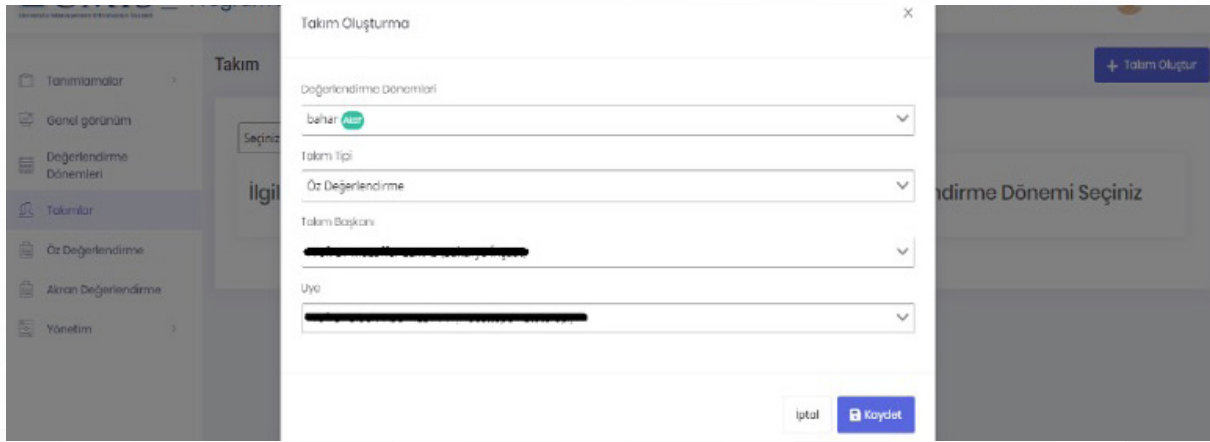 Takım Oluşturma
Takım
+ Takım Oluştur
Tanımlamalar
Değerlendirme Dönemleri
Genel görünüm
bahar
Seçiniz
Değerlendirme
Dönemleri
Takım Tipi
Öz Değerlendirme
ndirme Dönemi Seçiniz
İlgil
Takımlar
Takım Başkanı
Öz Değerlendirme
Akran Değerlendirme
Üye
Yönetim
İptal
Kaydet